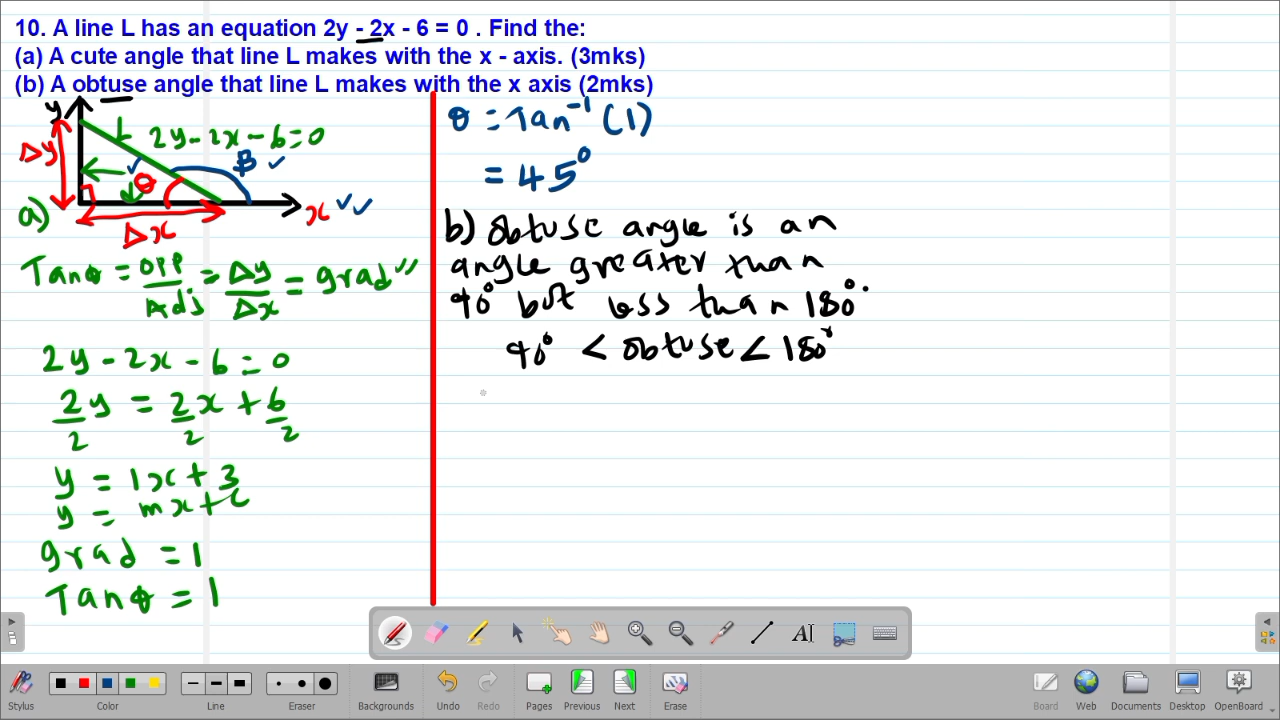 10. A line L has an equation 2y - 2x - 6 = 0 . Find the:
(a) A cute angle that line L makes with the x - axis. (3mks)
(b) A obtuse angle that line L makes with the x axis (2mks)
y
L 2y-2x-6=0
Δy
θ
β ✓
x ✓✓
Δx
a)
Tanθ = opp/Adj = Δy/Δx = grad
2y - 2x - 6 = 0
2y/2 = 2x/2 + 6/2
y = 1x + 3
y = mx + c
grad = 1
Tanθ = 1
θ = Tan⁻¹ (1)
= 45°
b) obtuse angle is an
angle greater than
90° but less than 180°.
90° < obtuse < 180°
Stylus
Color
Line
Eraser
Backgrounds
Undo
Redo
Pages
Previous
Next
Erase
Board
Web
Documents
Desktop
OpenBoard